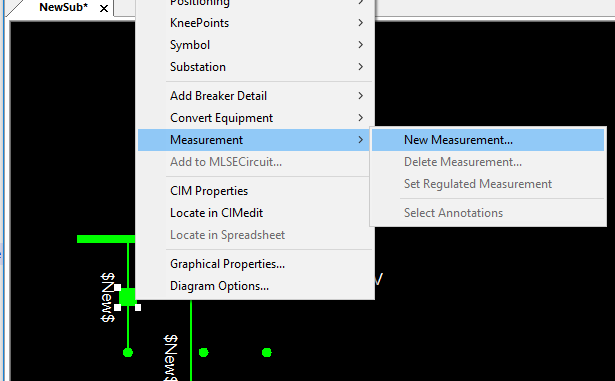 NewSub* ×
Positioning
KneePoints
Symbol
Substation
Add Breaker Detail
Convert Equipment
Measurement
New Measurement...
Add to MLSECircuit...
Delete Measurement...
Set Regulated Measurement
CIM Properties
Locate in CIMedit
Select Annotations
Locate in Spreadsheet
Graphical Properties...
Diagram Options...
V
$New$
$New$